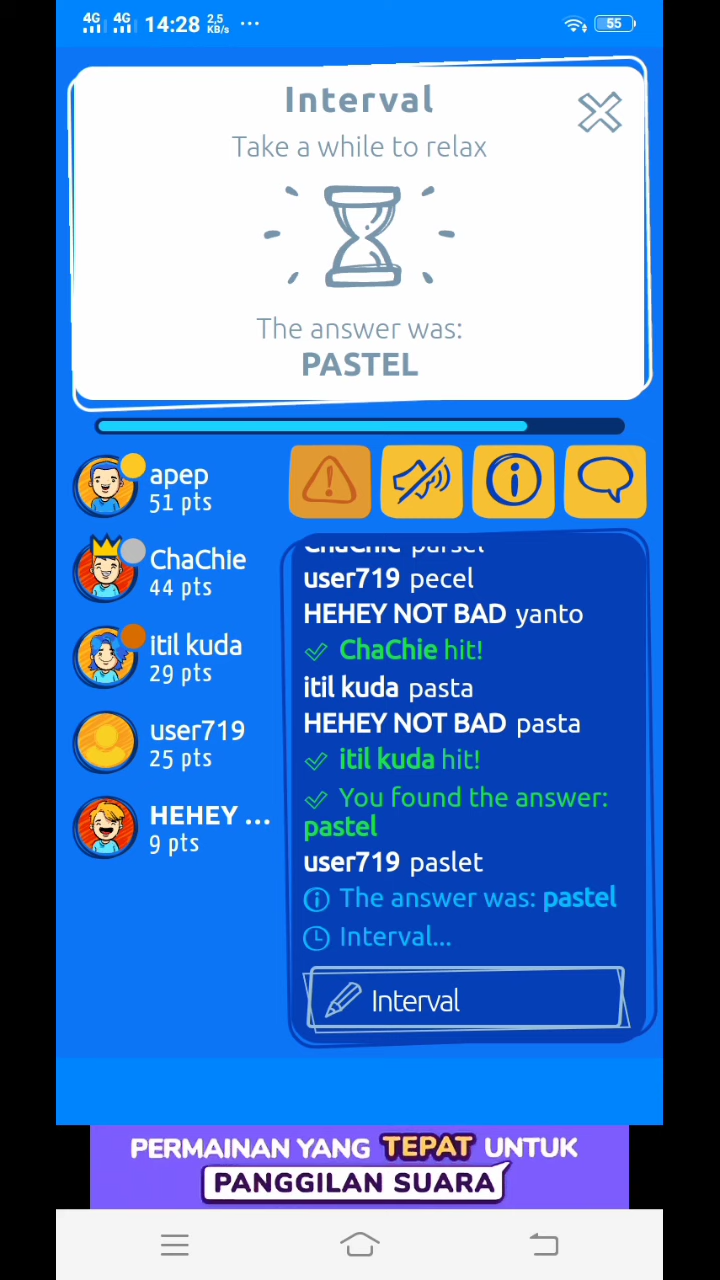 4G 4G 14:28 2,5 KB/s ... 55
Interval
Take a while to relax
The answer was:
PASTEL
apep
51 pts
ChaChie
44 pts
itil kuda
29 pts
user719
25 pts
HEHEY ...
9 pts
ChaChie parsel
user719 pecel
HEHEY NOT BAD yanto
ChaChie hit!
itil kuda pasta
HEHEY NOT BAD pasta
itil kuda hit!
You found the answer:
pastel
user719 paslet
The answer was: pastel
Interval...
Interval
PERMAINAN YANG TEPAT UNTUK
PANGGILAN SUARA